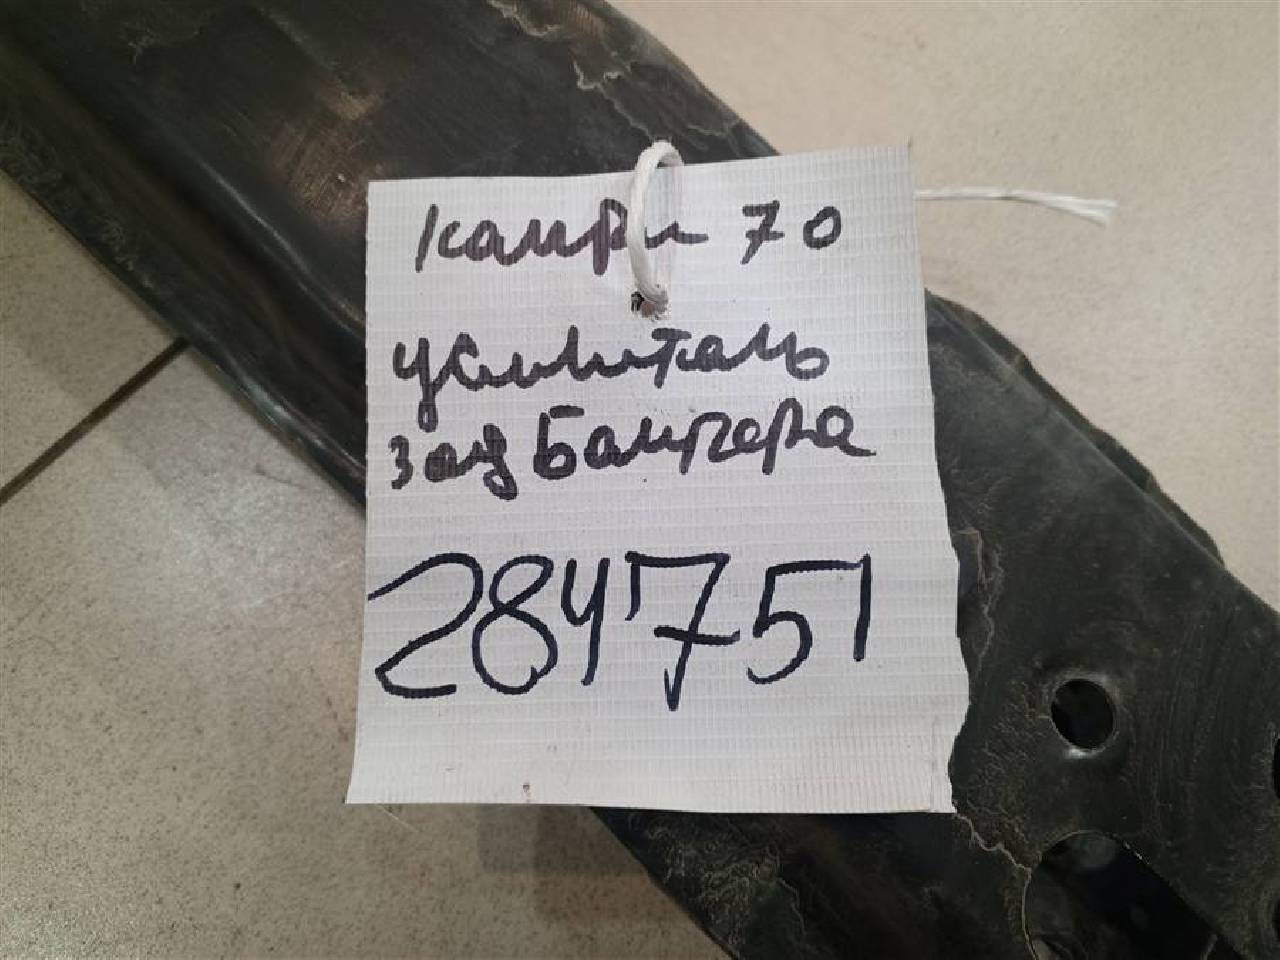 Камри 70
усилитель
зад бампера
284751